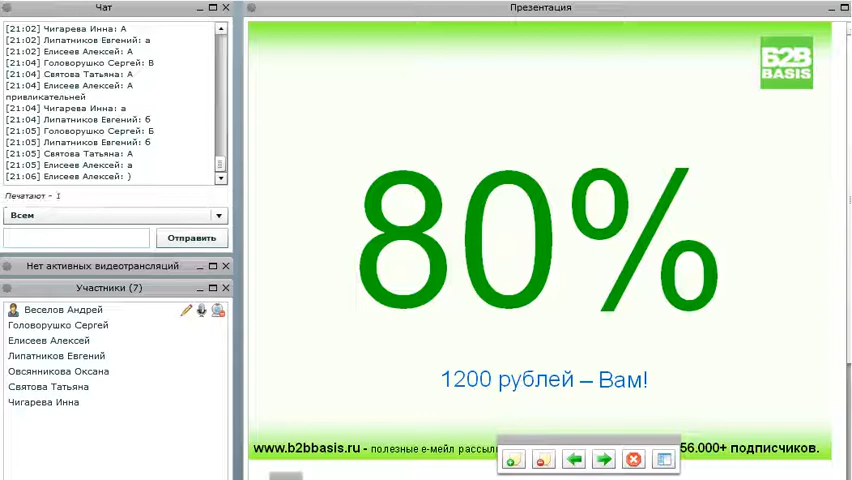 Чат
[21:02] Чигарева Инна: А
[21:02] Липатников Евгений: а
[21:02] Елисеев Алексей: А
[21:04] Головорушко Сергей: В
[21:04] Святова Татьяна: А
[21:04] Елисеев Алексей: А
привлекательней
[21:04] Чигарева Инна: а
[21:04] Липатников Евгений: б
[21:05] Головорушко Сергей: Б
[21:05] Липатников Евгений: б
[21:05] Святова Татьяна: А
[21:05] Елисеев Алексей: а
[21:06] Елисеев Алексей: }
Печатают - 1
Всем
Отправить
Нет активных видеотрансляций
Участники (7)
Веселов Андрей
Головорушко Сергей
Елисеев Алексей
Липатников Евгений
Овсянникова Оксана
Святова Татьяна
Чигарева Инна
Презентация
B2B
BASIS
80%
1200 рублей – Вам!
www.b2bbasis.ru - полезные е-мейл рассыл 56.000+ подписчиков.